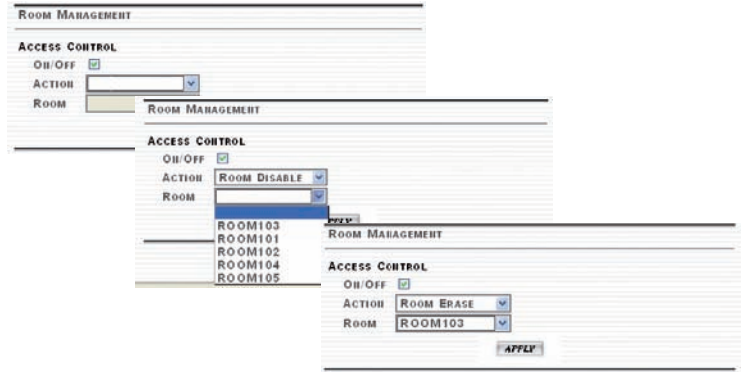 ROOM MANAGEMENT
ACCESS CONTROL
ON/OFF
ACTION
ROOM
ROOM MANAGEMENT
ACCESS CONTROL
ON/OFF
ACTION ROOM DISABLE
ROOM
ROOM103
ROOM101
ROOM102
ROOM104
ROOM105
APPLY
ROOM MANAGEMENT
ACCESS CONTROL
ON/OFF
ACTION ROOM ERASE
ROOM ROOM103
APPLY